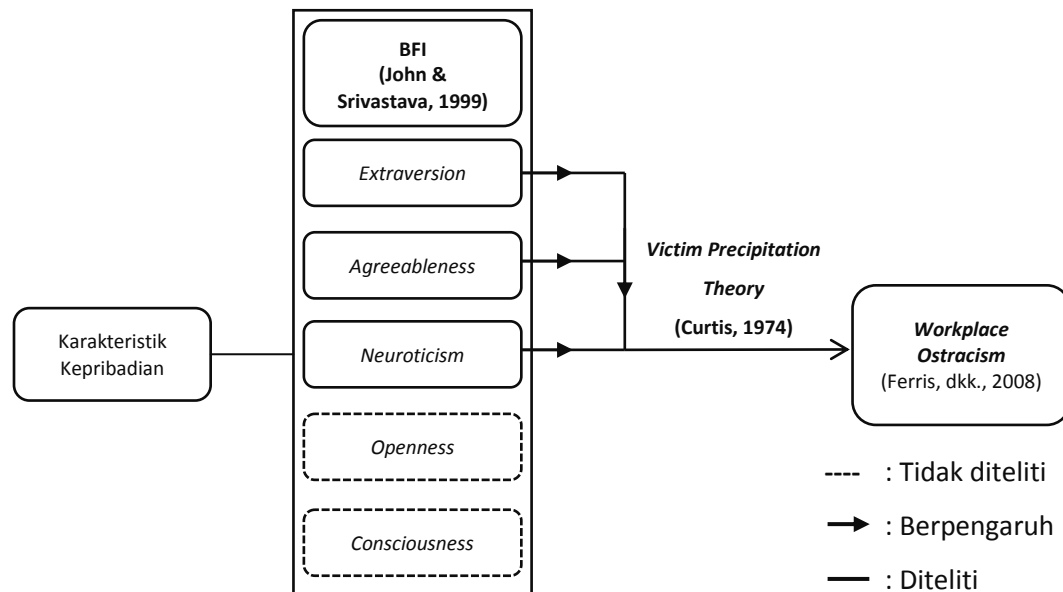 BFI
(John &
Srivastava, 1999)
Extraversion
Agreeableness
Neuroticism
Openness
Consciousness
Karakteristik
Kepribadian
Victim Precipitation
Theory
(Curtis, 1974)
Workplace
Ostracism
(Ferris, dkk., 2008)
: Tidak diteliti
: Berpengaruh
: Diteliti